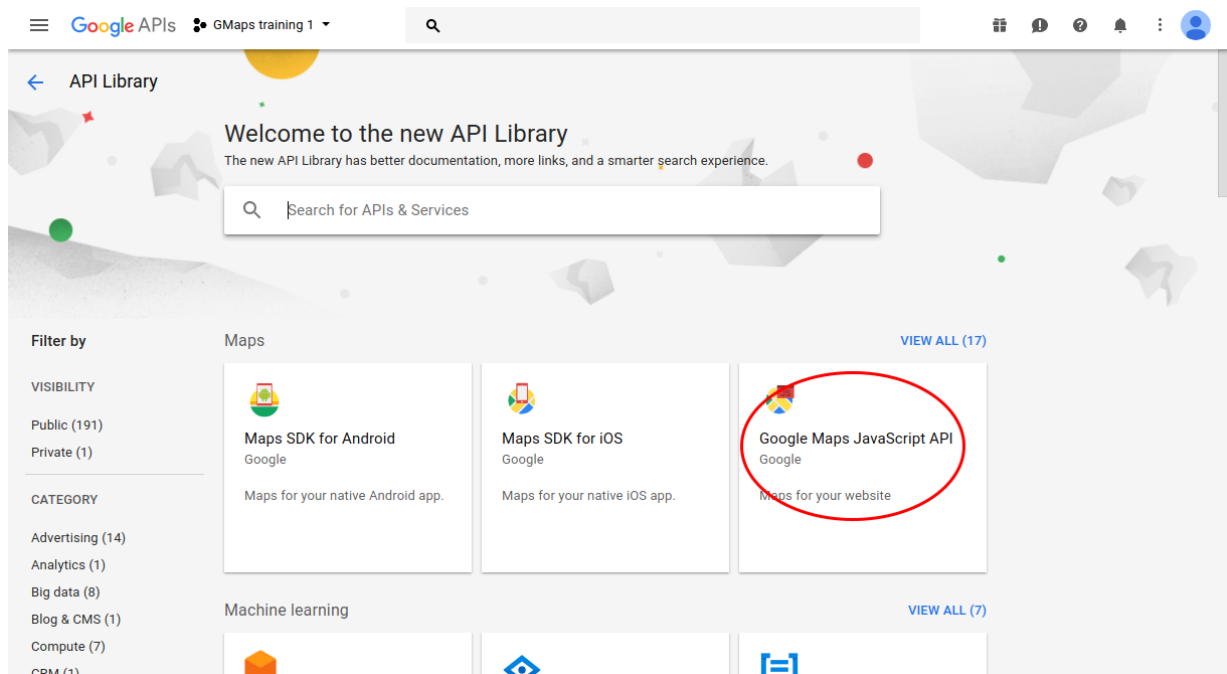 Google APIs GMaps training 1
API Library
Welcome to the new API Library
The new API Library has better documentation, more links, and a smarter search experience.
Search for APIs & Services
Filter by
VISIBILITY
Public (191)
Private (1)
CATEGORY
Advertising (14)
Analytics (1)
Big data (8)
Blog & CMS (1)
Compute (7)
CRM (1)
Maps
VIEW ALL (17)
Maps SDK for Android
Google
Maps for your native Android app.
Maps SDK for iOS
Google
Maps for your native iOS app.
Google Maps JavaScript API
Google
Maps for your website
Machine learning
VIEW ALL (7)